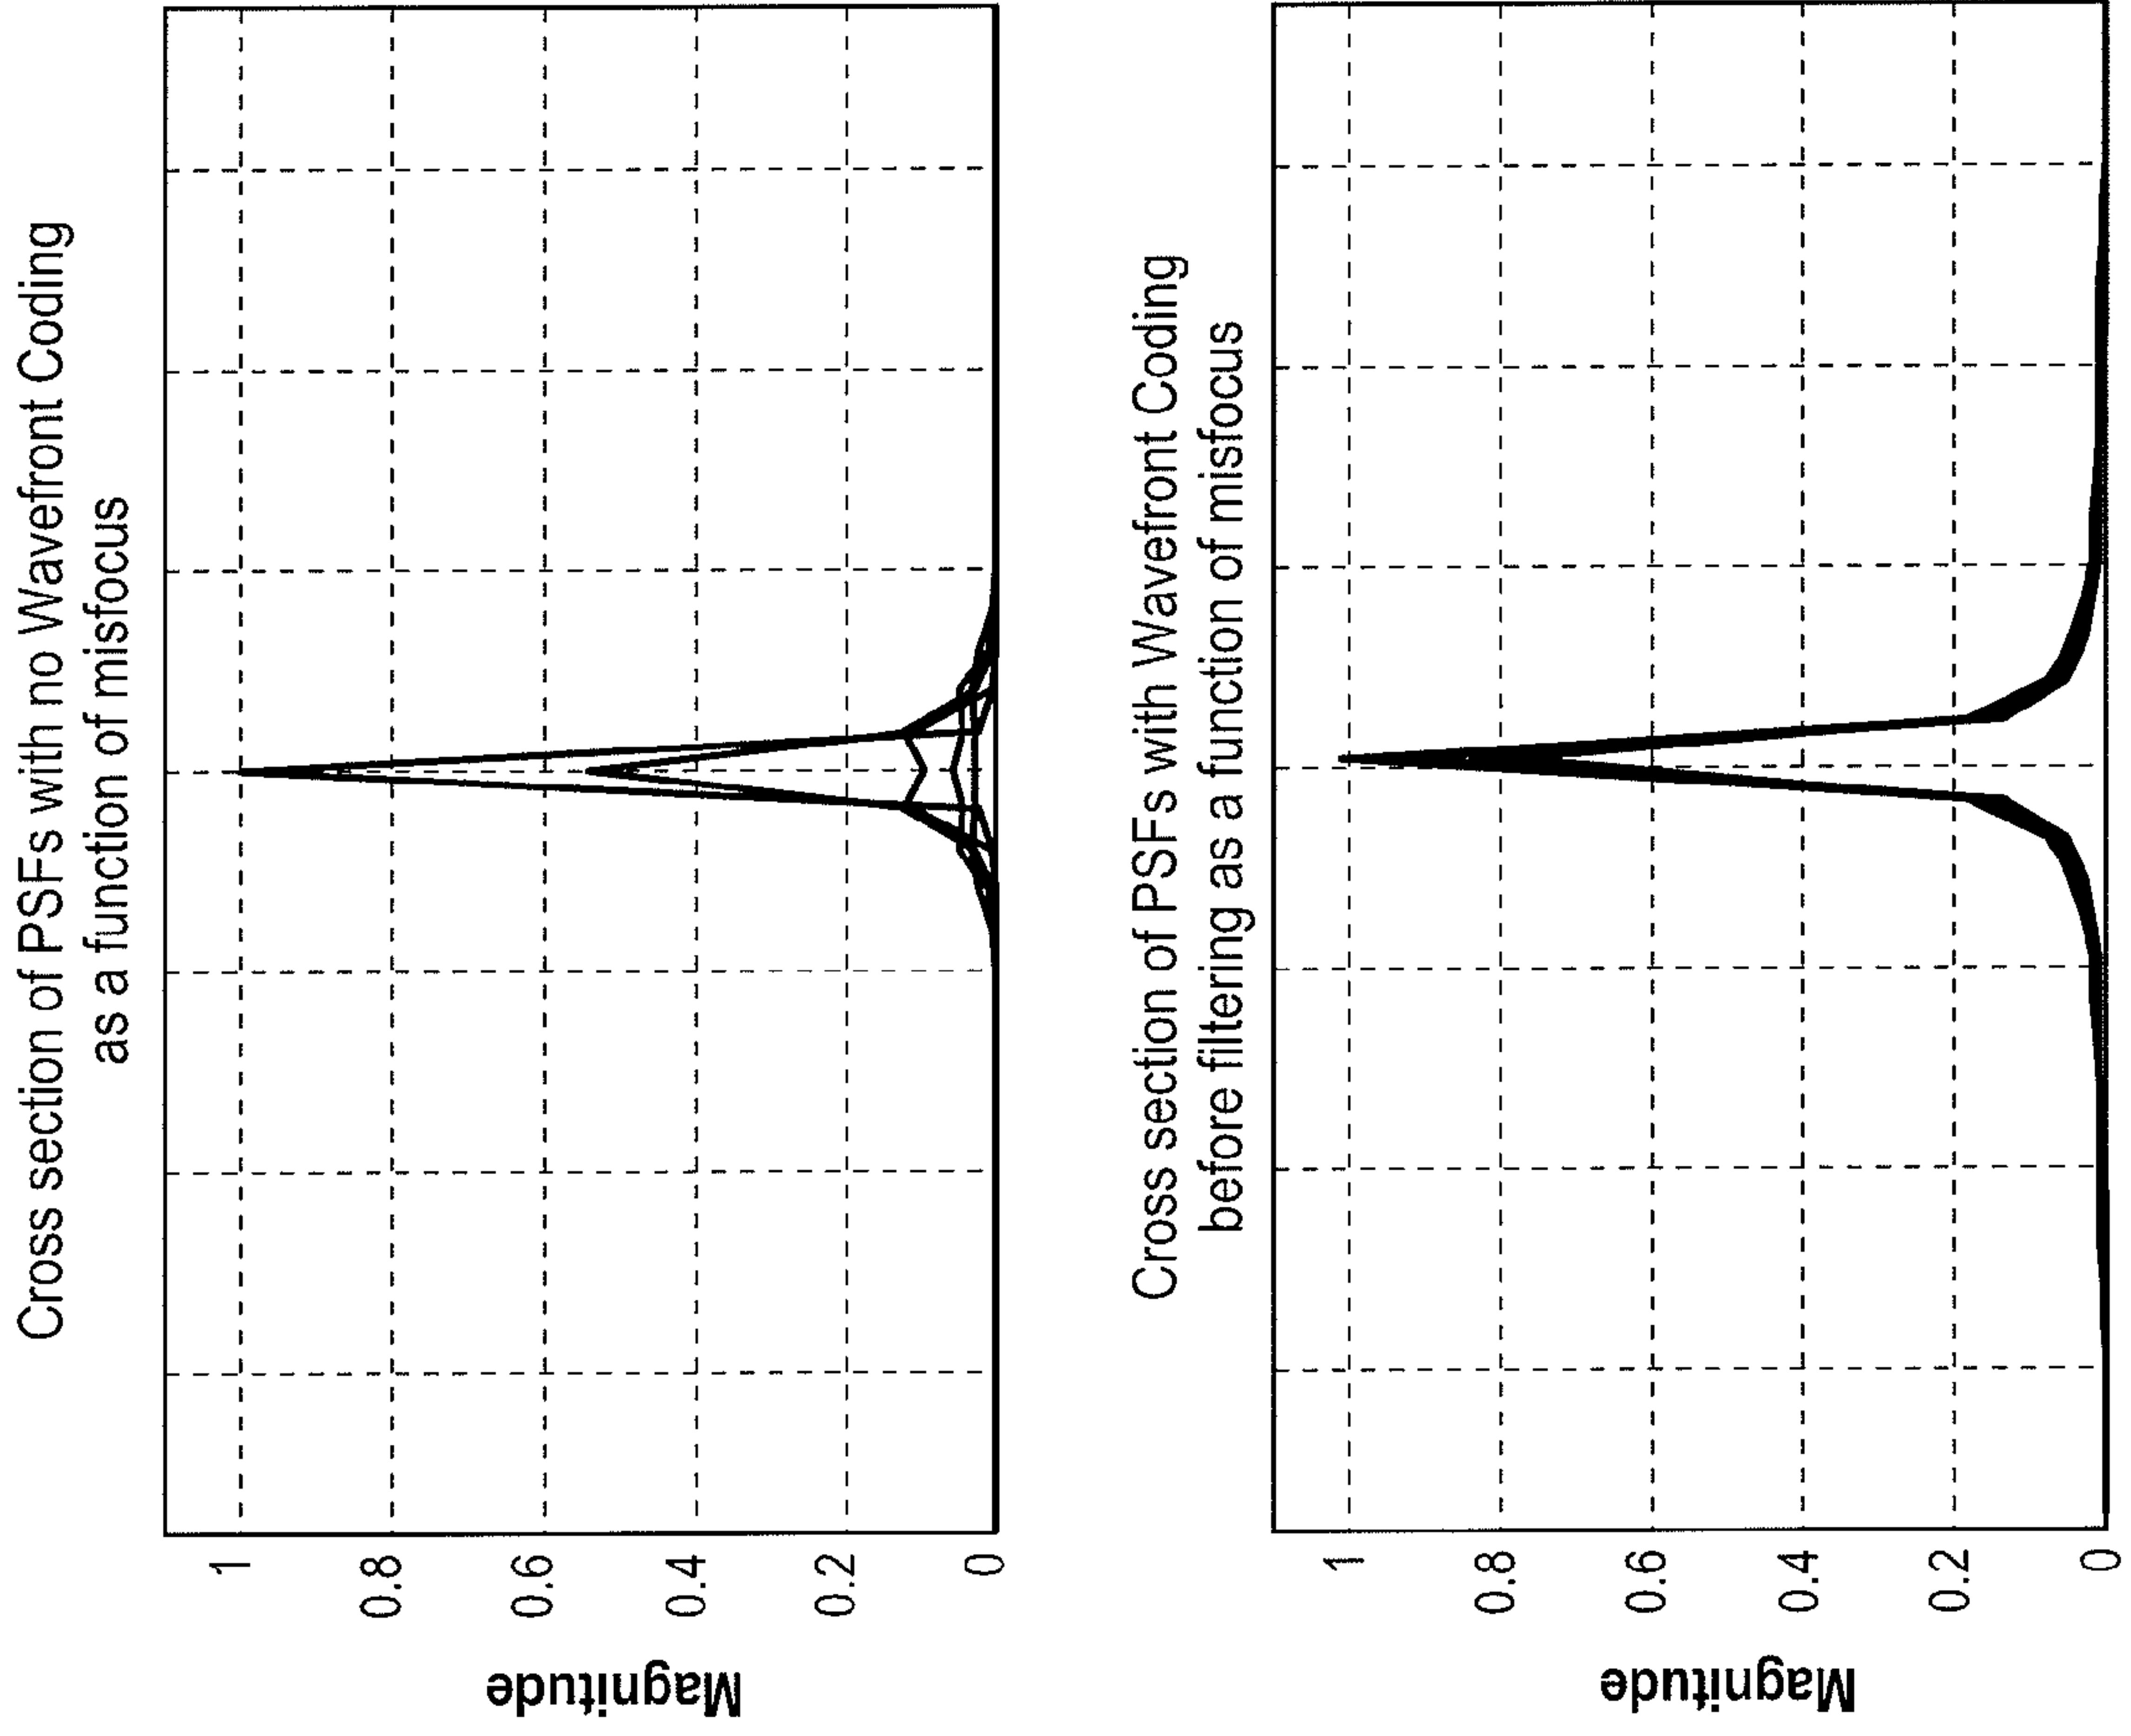 Cross section of PSFs with no Wavefront Coding
as a function of misfocus
1
0.8
0.6
0.4
0.2
0
Magnitude
Cross section of PSFs with Wavefront Coding
before filtering as a function of misfocus
1
0.8
0.6
0.4
0.2
0
Magnitude